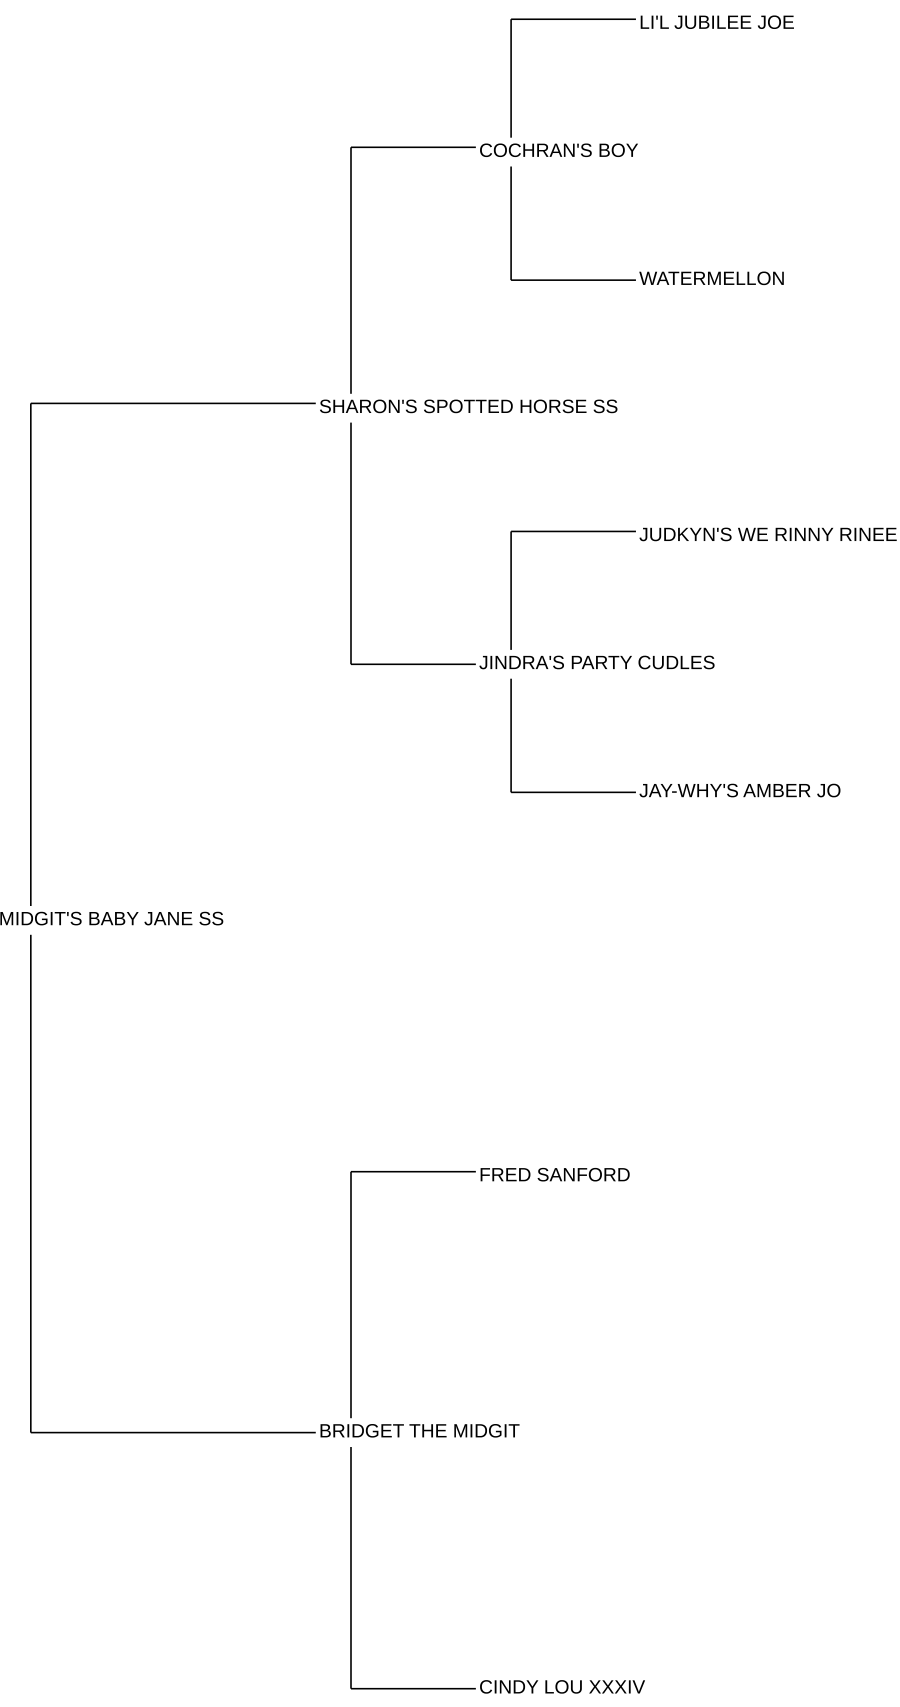 LI'L JUBILEE JOE
COCHRAN'S BOY
WATERMELLON
SHARON'S SPOTTED HORSE SS
JUDKYN'S WE RINNY RINEE
JINDRA'S PARTY CUDLES
JAY-WHY'S AMBER JO
MIDGIT'S BABY JANE SS
FRED SANFORD
BRIDGET THE MIDGIT
CINDY LOU XXXIV